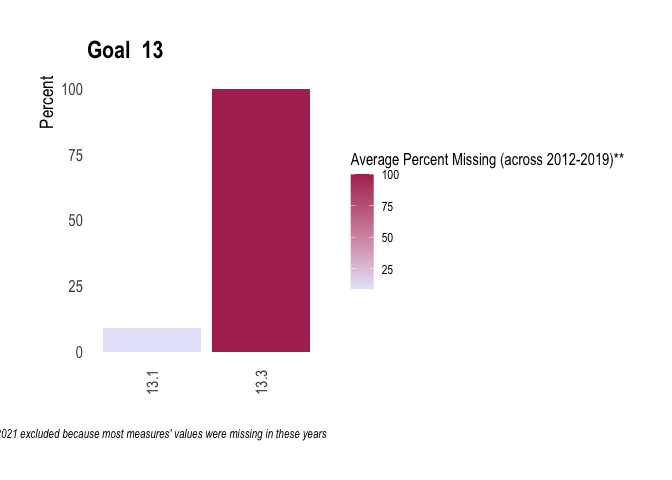 Goal  13
Percent
100
75
50
25
0
13.1
13.3
Average Percent Missing (across 2012-2019)**
100
75
50
25
2021 excluded because most measures' values were missing in these years